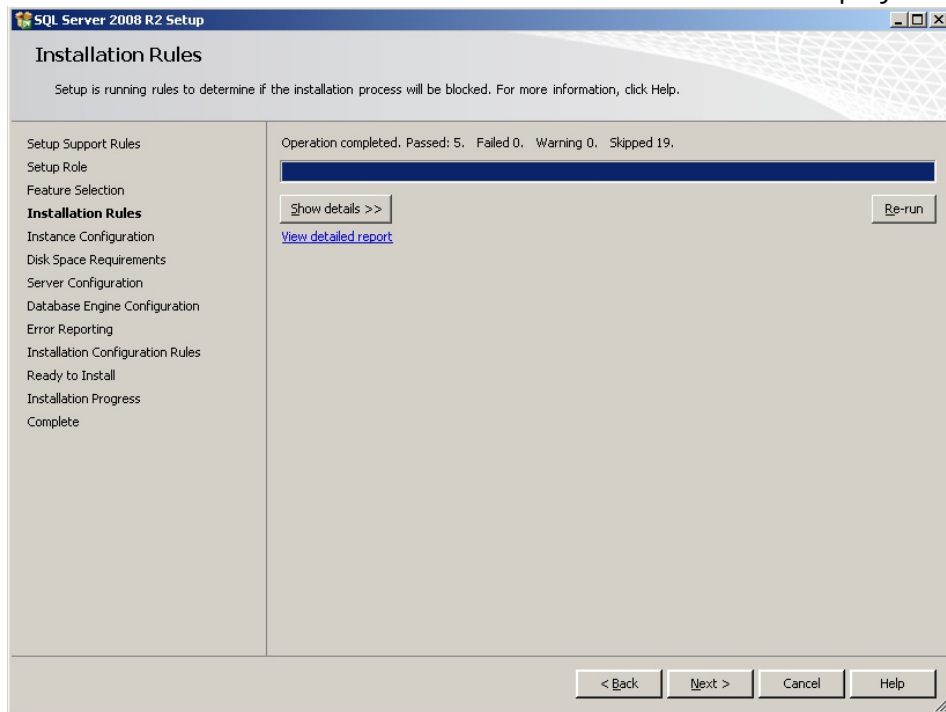 SQL Server 2008 R2 Setup
Installation Rules
Setup is running rules to determine if the installation process will be blocked. For more information, click Help.
Setup Support Rules
Setup Role
Feature Selection
Installation Rules
Instance Configuration
Disk Space Requirements
Server Configuration
Database Engine Configuration
Error Reporting
Installation Configuration Rules
Ready to Install
Installation Progress
Complete
Operation completed. Passed: 5. Failed 0. Warning 0. Skipped 19.
Show details >>
Re-run
View detailed report
< Back
Next >
Cancel
Help